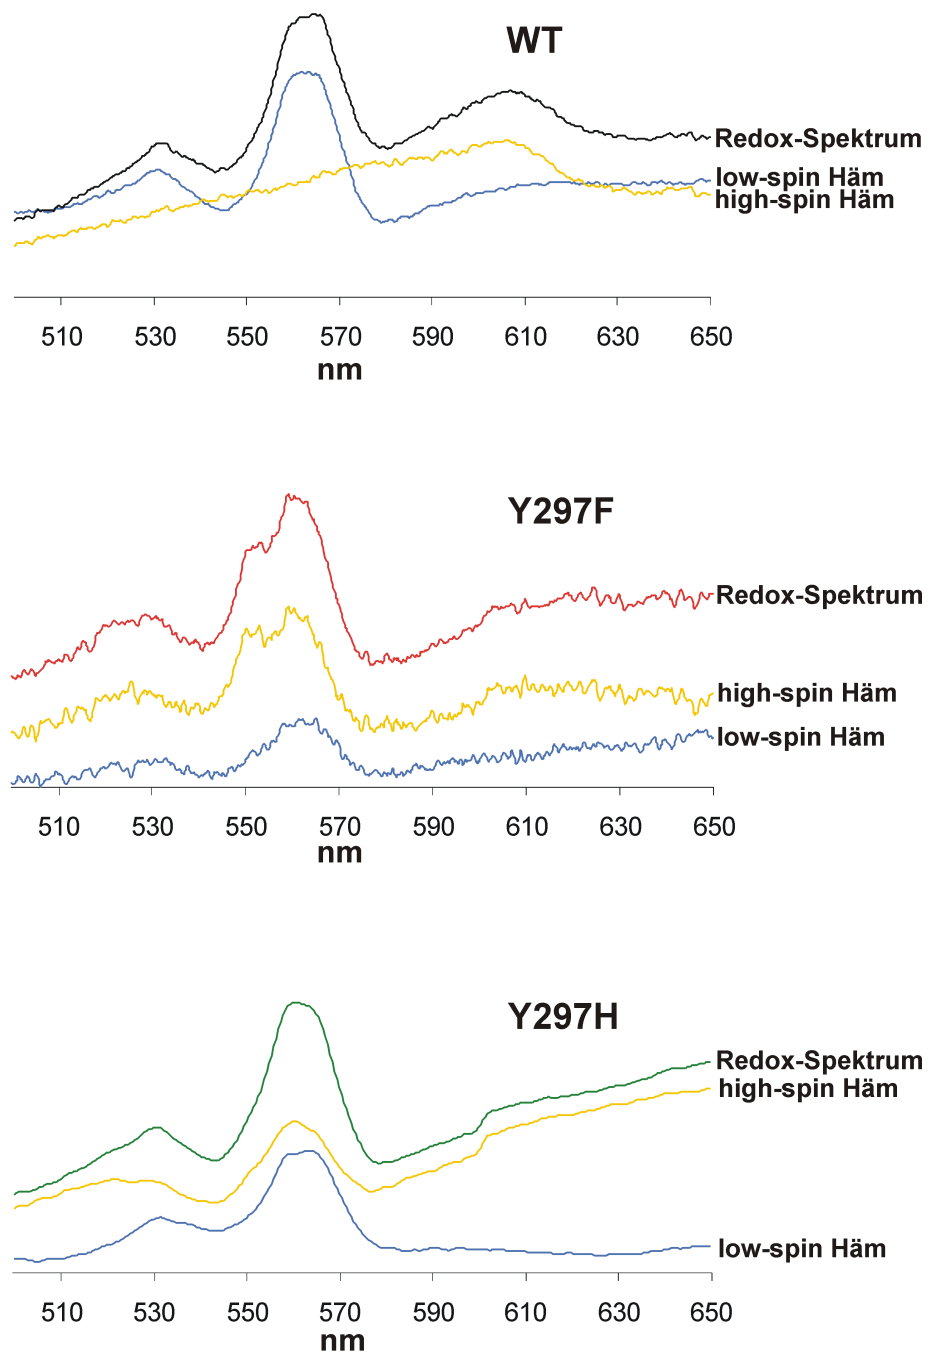 WT
Redox-Spektrum
low-spin Häm
high-spin Häm
510 530 550 570 590 610 630 650
nm
Y297F
Redox-Spektrum
high-spin Häm
low-spin Häm
510 530 550 570 590 610 630 650
nm
Y297H
Redox-Spektrum
high-spin Häm
low-spin Häm
510 530 550 570 590 610 630 650
nm